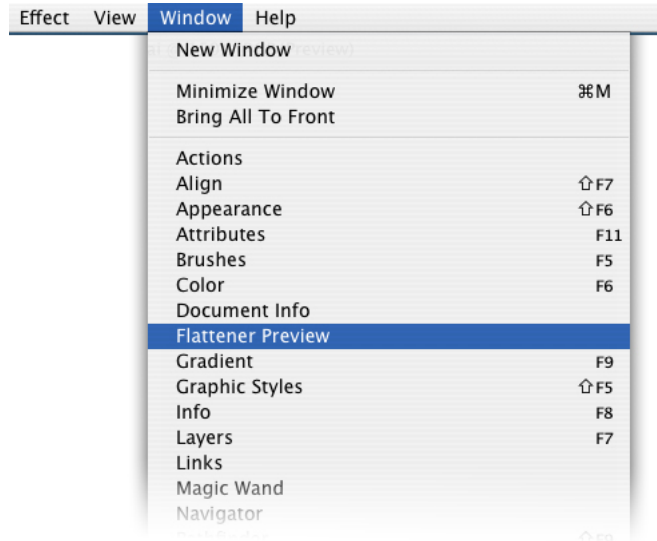 Effect View Window Help
New Window
Minimize Window ⌘M
Bring All To Front
Actions
Align ⇧F7
Appearance ⇧F6
Attributes F11
Brushes F5
Color F6
Document Info
Flattener Preview
Gradient F9
Graphic Styles ⇧F5
Info F8
Layers F7
Links
Magic Wand
Navigator
Pathfinder ⇧F9